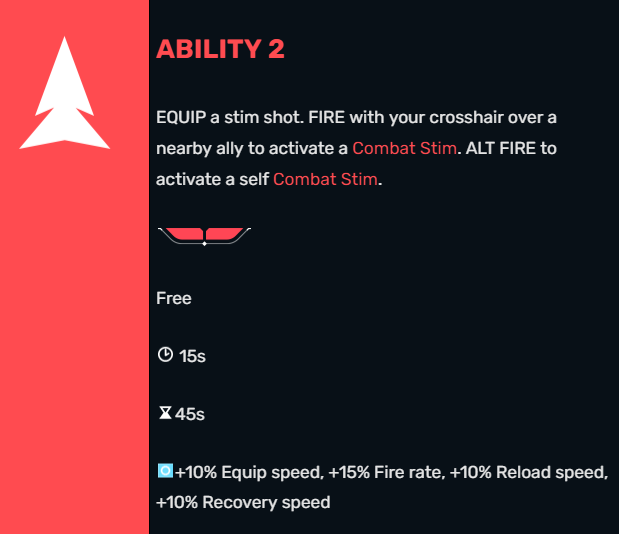 ABILITY 2
EQUIP a stim shot. FIRE with your crosshair over a
nearby ally to activate a Combat Stim. ALT FIRE to
activate a self Combat Stim.
Free
15s
45s
+10% Equip speed, +15% Fire rate, +10% Reload speed,
+10% Recovery speed